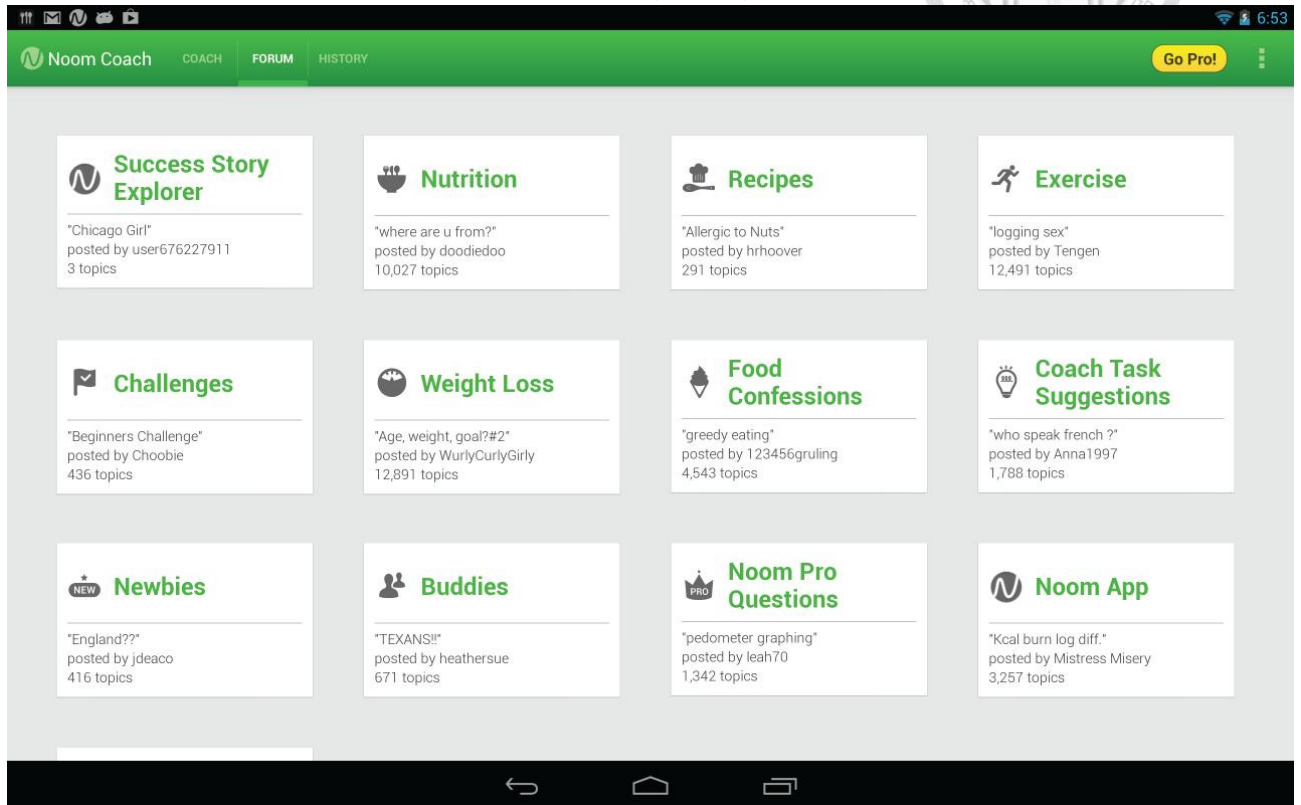 6:53
Noom Coach COACH FORUM HISTORY Go Pro!
Success Story
Explorer
"Chicago Girl"
posted by user676227911
3 topics
Nutrition
"where are u from?"
posted by doodiedoo
10,027 topics
Recipes
"Allergic to Nuts"
posted by hrhoover
291 topics
Exercise
"logging sex"
posted by Tengen
12,491 topics
Challenges
"Beginners Challenge"
posted by Choobie
436 topics
Weight Loss
"Age, weight, goal?#2"
posted by WurlyCurlyGirly
12,891 topics
Food
Confessions
"greedy eating"
posted by 123456gruling
4,543 topics
Coach Task
Suggestions
"who speak french ?"
posted by Anna1997
1,788 topics
NEW
Newbies
"England??"
posted by jdeaco
416 topics
Buddies
"TEXANS!!"
posted by heathersue
671 topics
PRO
Noom Pro
Questions
"pedometer graphing"
posted by leah70
1,342 topics
Noom App
"Kcal burn log diff."
posted by Mistress Misery
3,257 topics